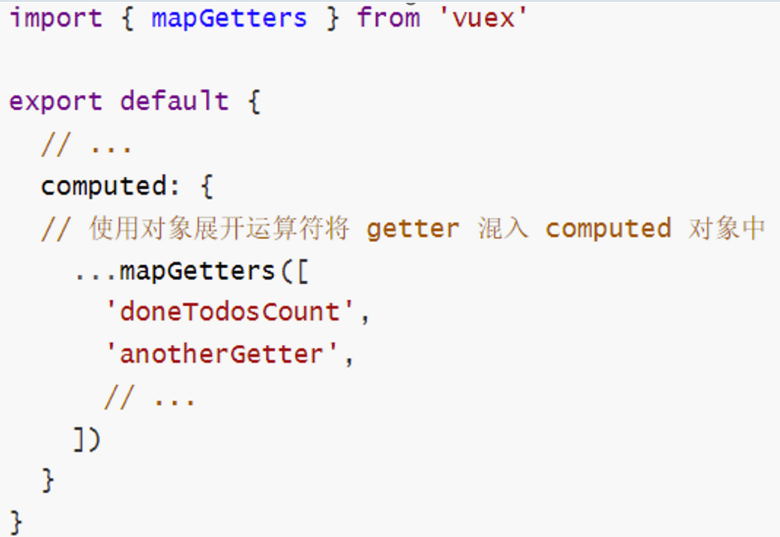 import { mapGetters } from 'vuex'
export default {
// ...
computed: {
// 使用对象展开运算符将 getter 混入 computed 对象中
...mapGetters([
'doneTodosCount',
'anotherGetter',
// ...
])
}
}